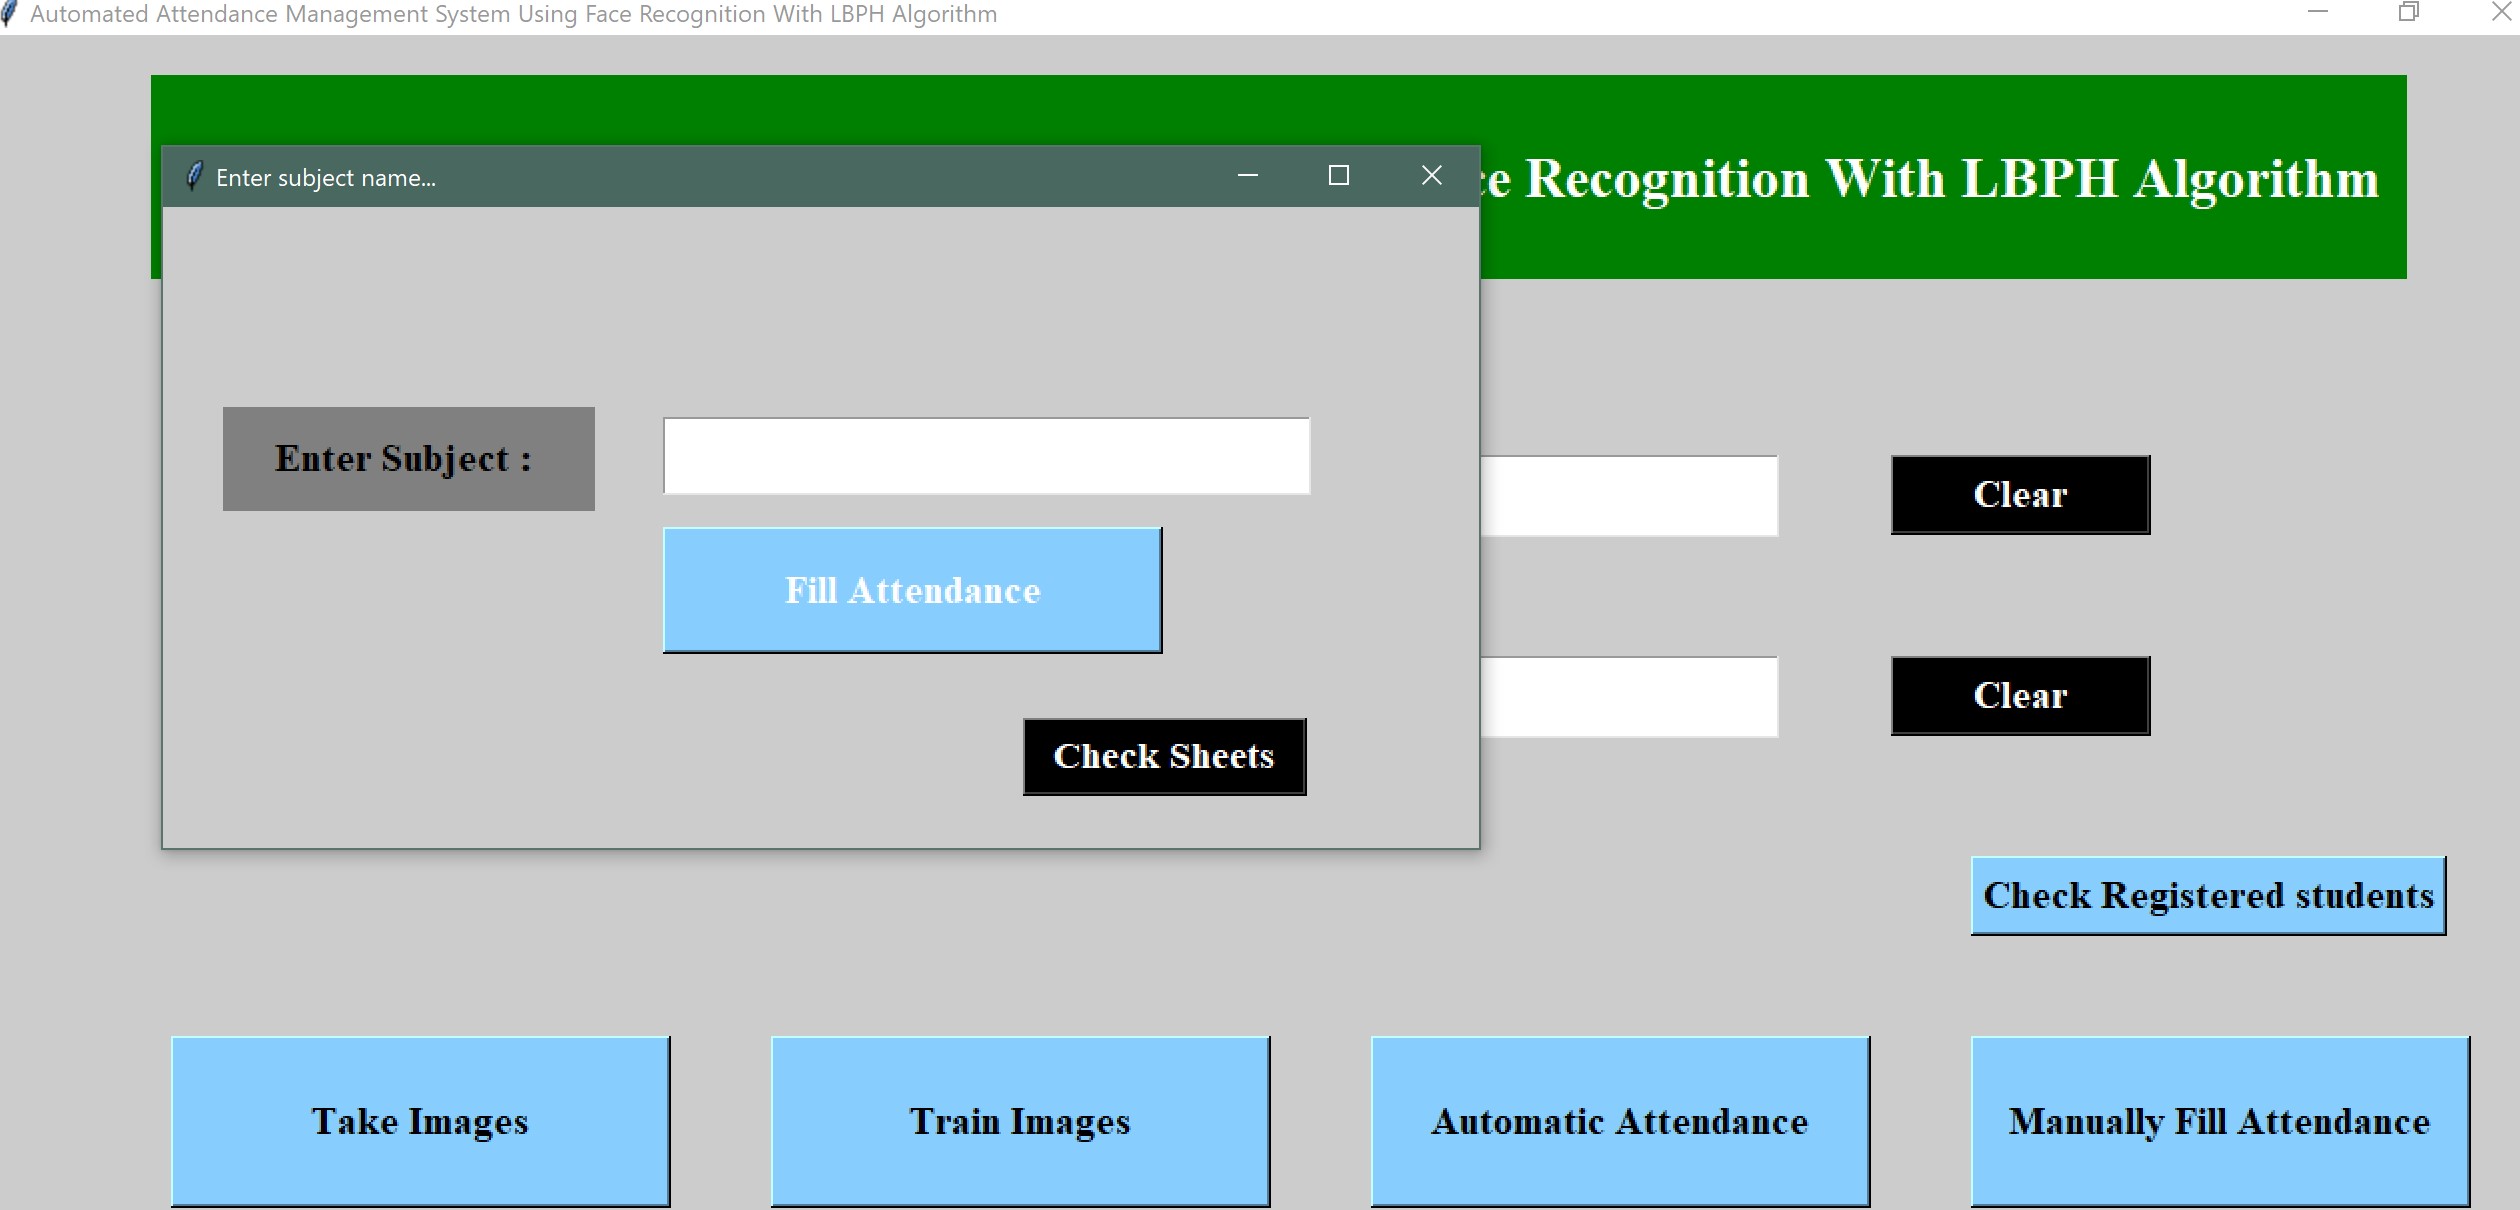 Automated Attendance Management System Using Face Recognition With LBPH Algorithm
Recognition With LBPH Algorithm
Enter subject name...
Enter Subject :
Fill Attendance
Check Sheets
Clear
Clear
Check Registered students
Take Images
Train Images
Automatic Attendance
Manually Fill Attendance